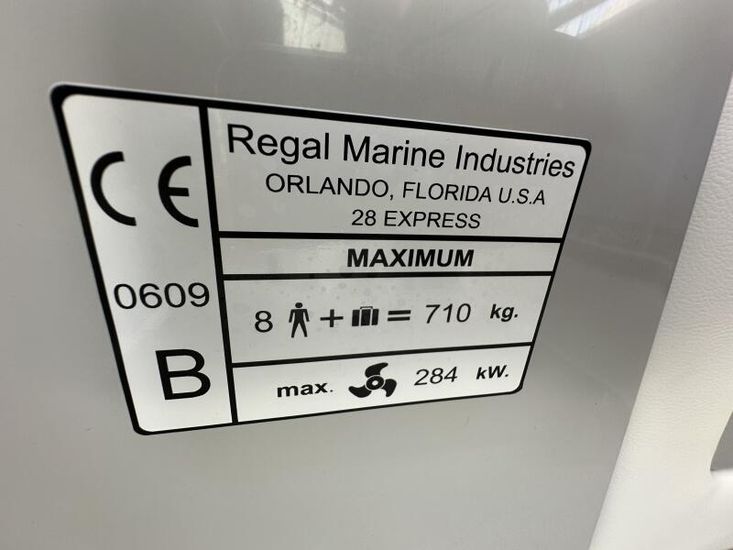 CE
0609
B
Regal Marine Industries
ORLANDO, FLORIDA U.S.A
28 EXPRESS
MAXIMUM
8 + = 710 kg.
max. 284 kW.